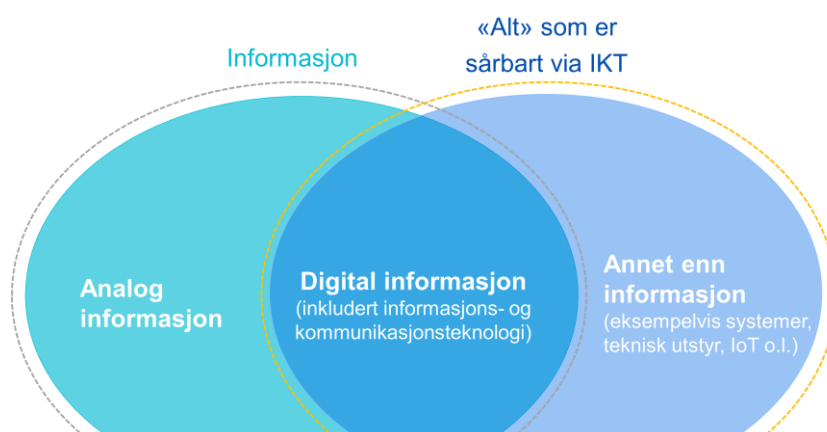 Informasjon
«Alt» som er
sårbart via IKT
Analog
informasjon
Digital informasjon
(inkludert informasjons- og
kommunikasjonsteknologi)
Annet enn
informasjon
(eksempelvis systemer,
teknisk utstyr, IoT o.l.)